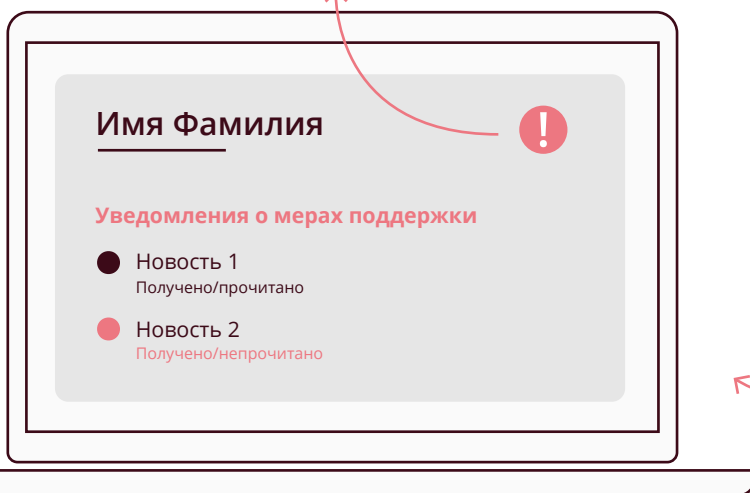 Имя Фамилия
!
Уведомления о мерах поддержки
Новость 1
Получено/прочитано
Новость 2
Получено/непрочитано